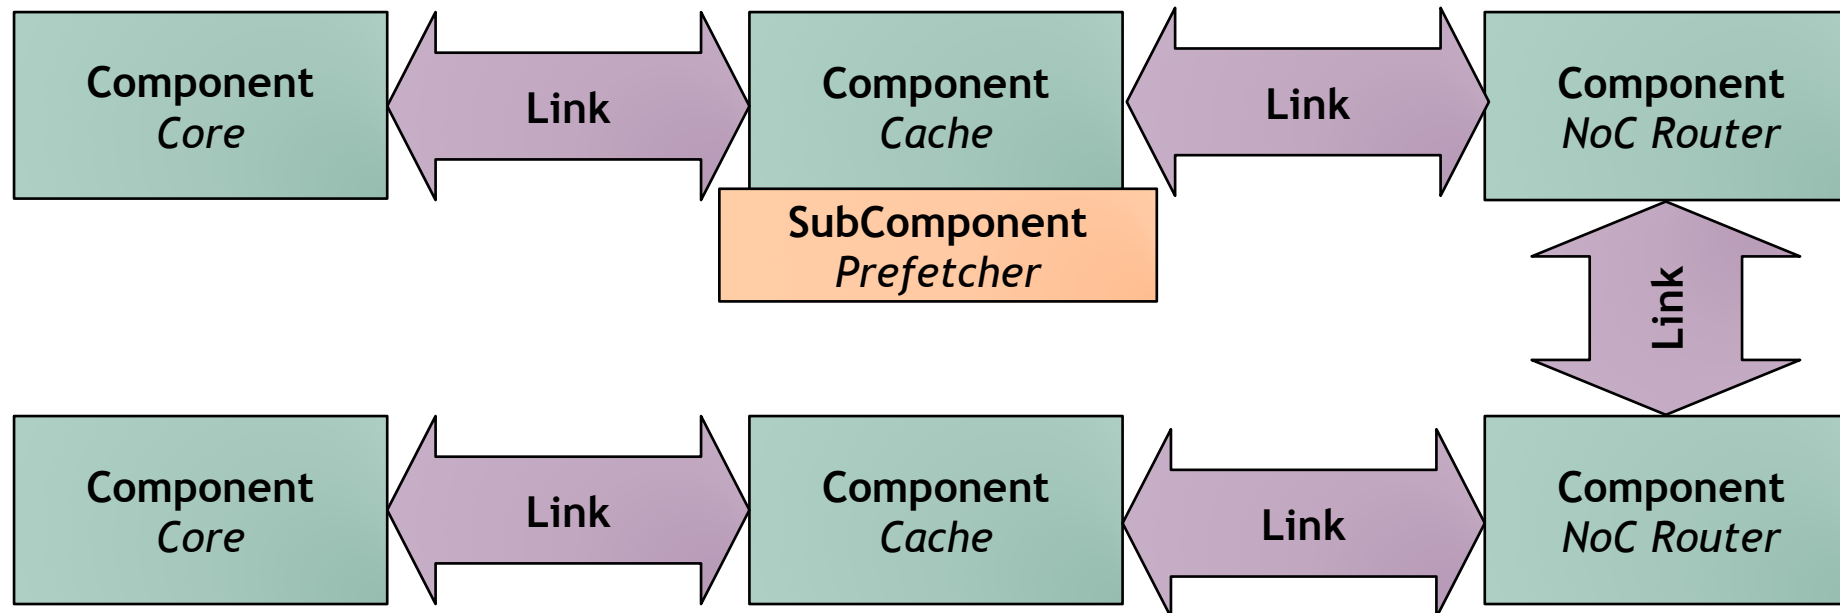 Component
Core
Link
Component
Cache
Link
Component
NoC Router
SubComponent
Prefetcher
Link
Component
Core
Link
Component
Cache
Link
Component
NoC Router